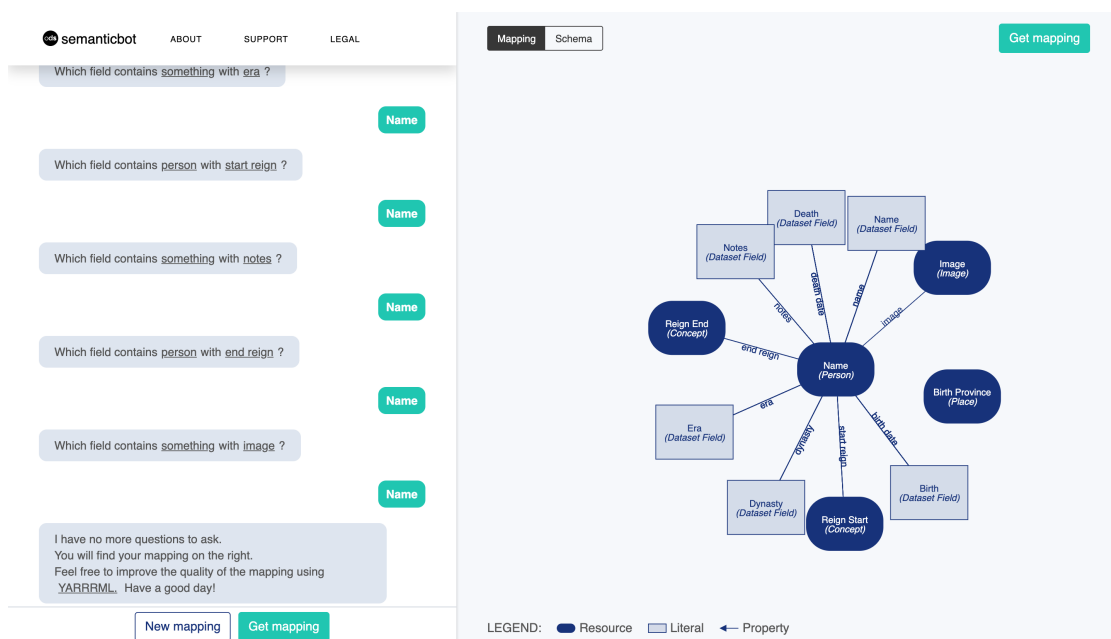 ods semanticbot ABOUT SUPPORT LEGAL
Which field contains something with era ?
Name
Which field contains person with start reign ?
Name
Which field contains something with notes ?
Name
Which field contains person with end reign ?
Name
Which field contains something with image ?
Name
I have no more questions to ask.
You will find your mapping on the right.
Feel free to improve the quality of the mapping using
YARRRML. Have a good day!
New mapping Get mapping
Mapping Schema
Get mapping
Death
(Dataset Field)
Name
(Dataset Field)
Notes
(Dataset Field)
Image
(Image)
death date
name
notes
image
Reign End
(Concept)
end reign
Name
(Person)
Birth Province
(Place)
era
Era
(Dataset Field)
dynasty
start reign
birth date
Dynasty
(Dataset Field)
Reign Start
(Concept)
Birth
(Dataset Field)
LEGEND: Resource Literal Property